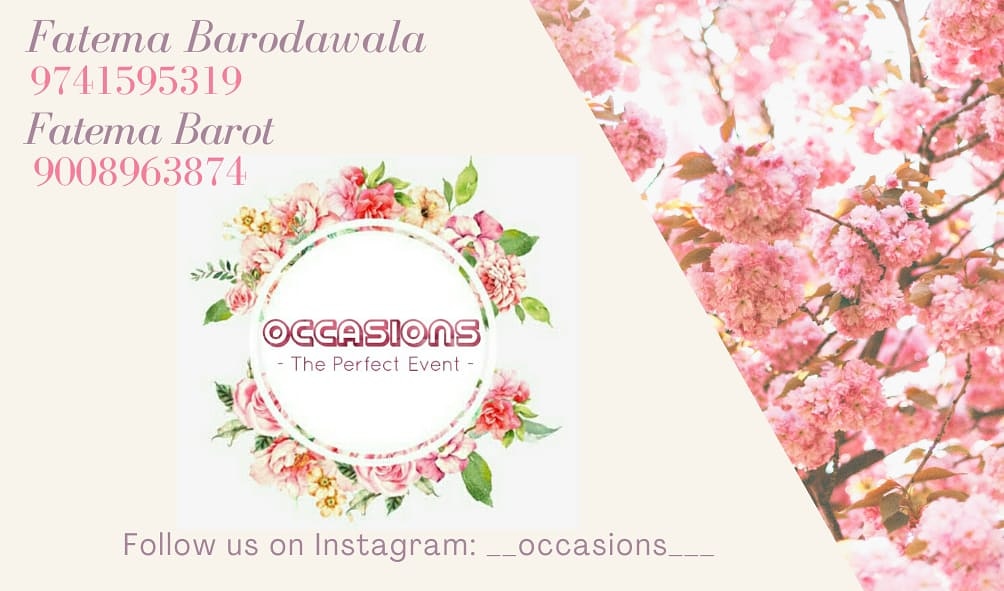 Fatema Barodawala
9741595319
Fatema Barot
9008963874
OCCASIONS
- The Perfect Event -
Follow us on Instagram: __occasions___